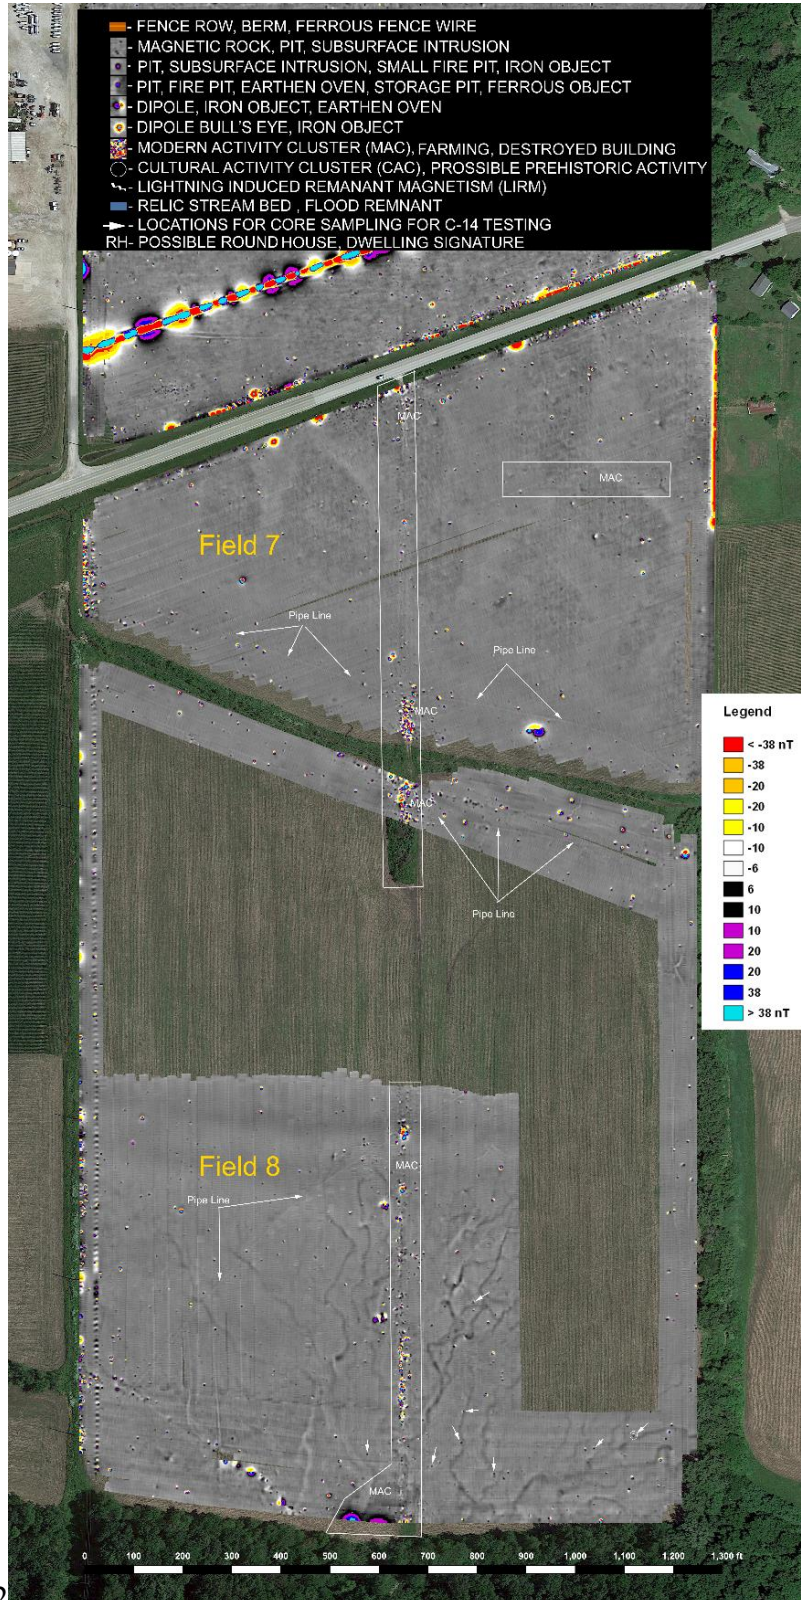 - FENCE ROW, BERM, FERROUS FENCE WIRE
- MAGNETIC ROCK, PIT, SUBSURFACE INTRUSION
- PIT, SUBSURFACE INTRUSION, SMALL FIRE PIT, IRON OBJECT
- PIT, FIRE PIT, EARTHEN OVEN, STORAGE PIT, FERROUS OBJECT
- DIPOLE, IRON OBJECT, EARTHEN OVEN
- DIPOLE BULL'S EYE, IRON OBJECT
- MODERN ACTIVITY CLUSTER (MAC), FARMING, DESTROYED BUILDING
- CULTURAL ACTIVITY CLUSTER (CAC), PROSSIBLE PREHISTORIC ACTIVITY
- LIGHTNING INDUCED REMANANT MAGNETISM (LIRM)
- RELIC STREAM BED , FLOOD REMNANT
- LOCATIONS FOR CORE SAMPLING FOR C-14 TESTING
RH- POSSIBLE ROUND HOUSE, DWELLING SIGNATURE
MAC
MAC
Field 7
Pipe Line
Pipe Line
MAC
MAC
Pipe Line
Legend
< -38 nT
-38
-20
-20
-10
-10
-6
6
10
10
20
20
38
> 38 nT
Field 8
MAC
Pipe Line
MAC
0 100 200 300 400 500 600 700 800 900 1,000 1,100 1,200 1,300 ft
2